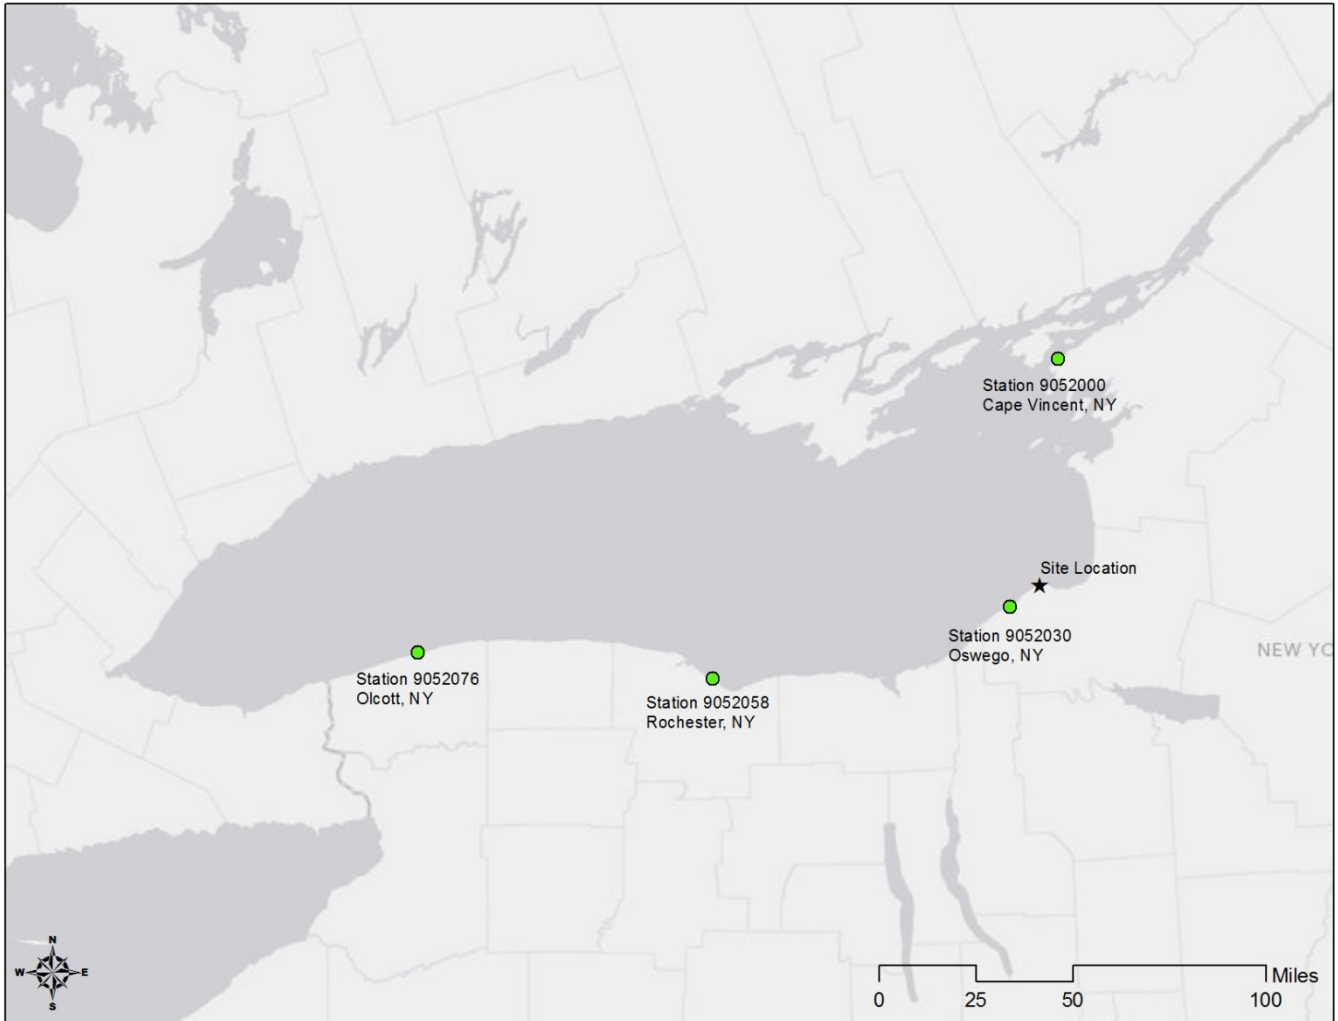 Station 9052000
Cape Vincent, NY
Site Location
Station 9052030
Oswego, NY
NEW YO
Station 9052076
Olcott, NY
Station 9052058
Rochester, NY
N
W E
S
Miles
0 25 50 100